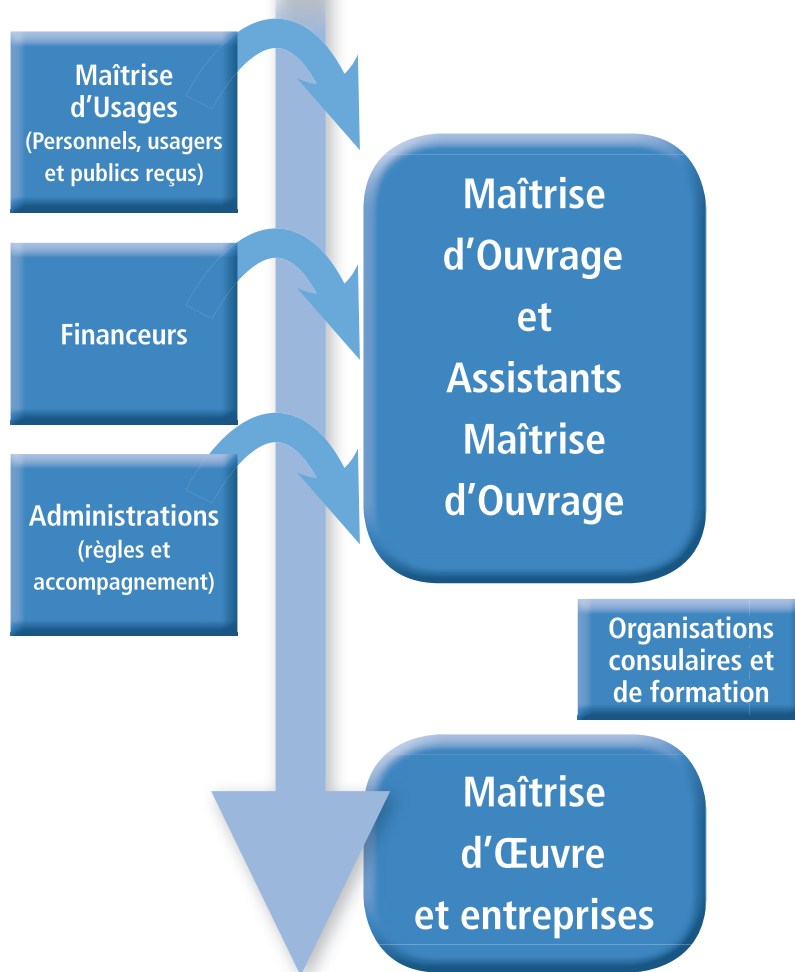 Maîtrise
d'Usages
(Personnels, usagers
et publics reçus)
Financeurs
Administrations
(règles et
accompagnement)
Maîtrise
d'Ouvrage
et
Assistants
Maîtrise
d'Ouvrage
Organisations
consulaires et
de formation
Maîtrise
d'Œuvre
et entreprises